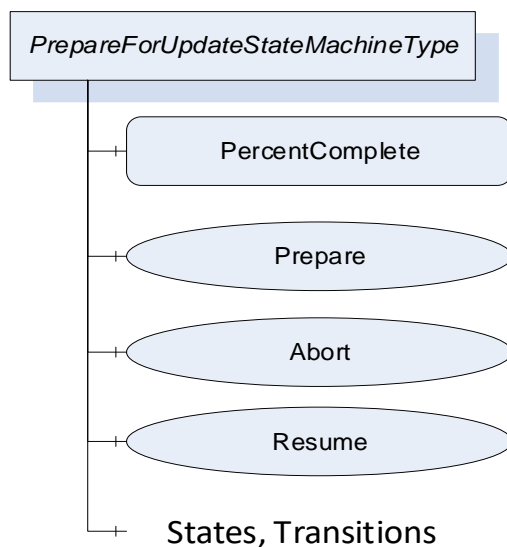 PrepareForUpdateStateMachineType
PercentComplete
Prepare
Abort
Resume
States, Transitions